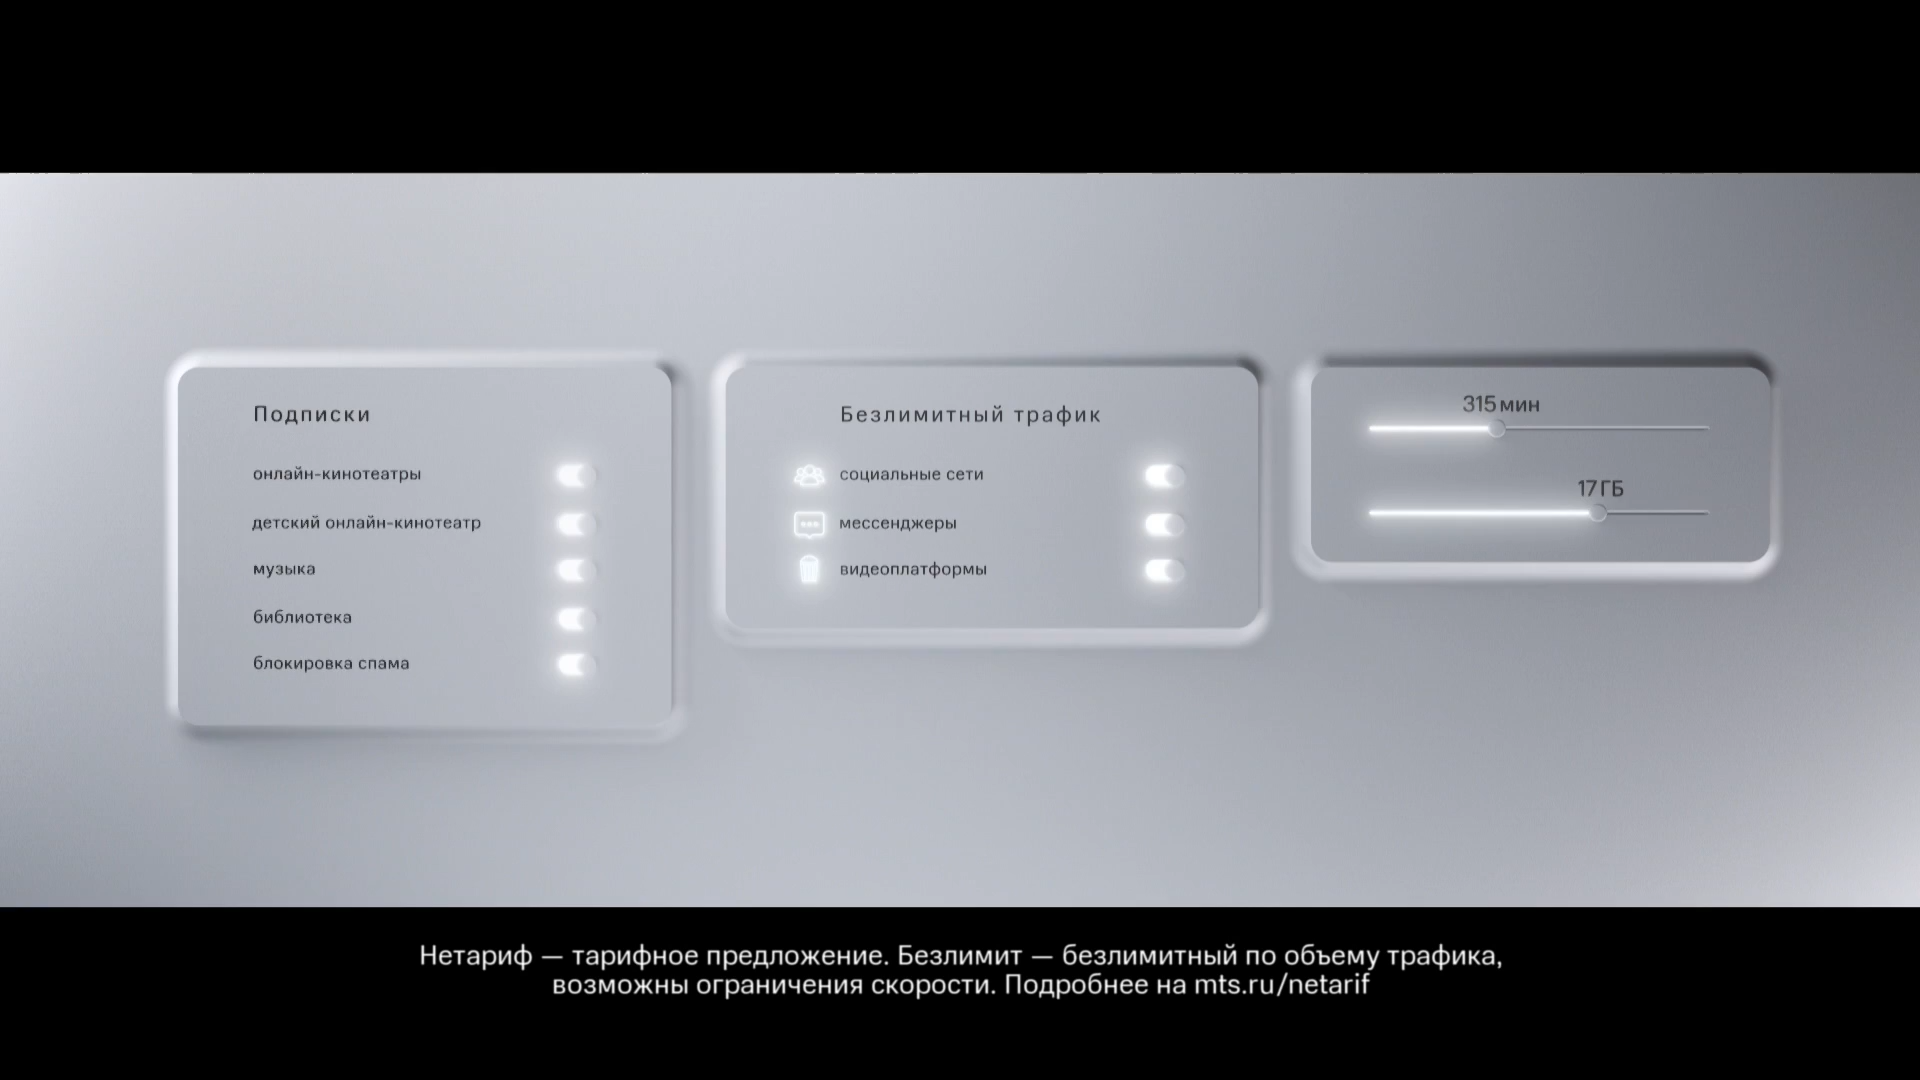 Подписки
онлайн-кинотеатры
детский онлайн-кинотеатр
музыка
библиотека
блокировка спама
Безлимитный трафик
социальные сети
мессенджеры
видеоплатформы
315 мин
17 ГБ
Нетариф — тарифное предложение. Безлимит — безлимитный по объему трафика,
возможны ограничения скорости. Подробнее на mts.ru/netarif